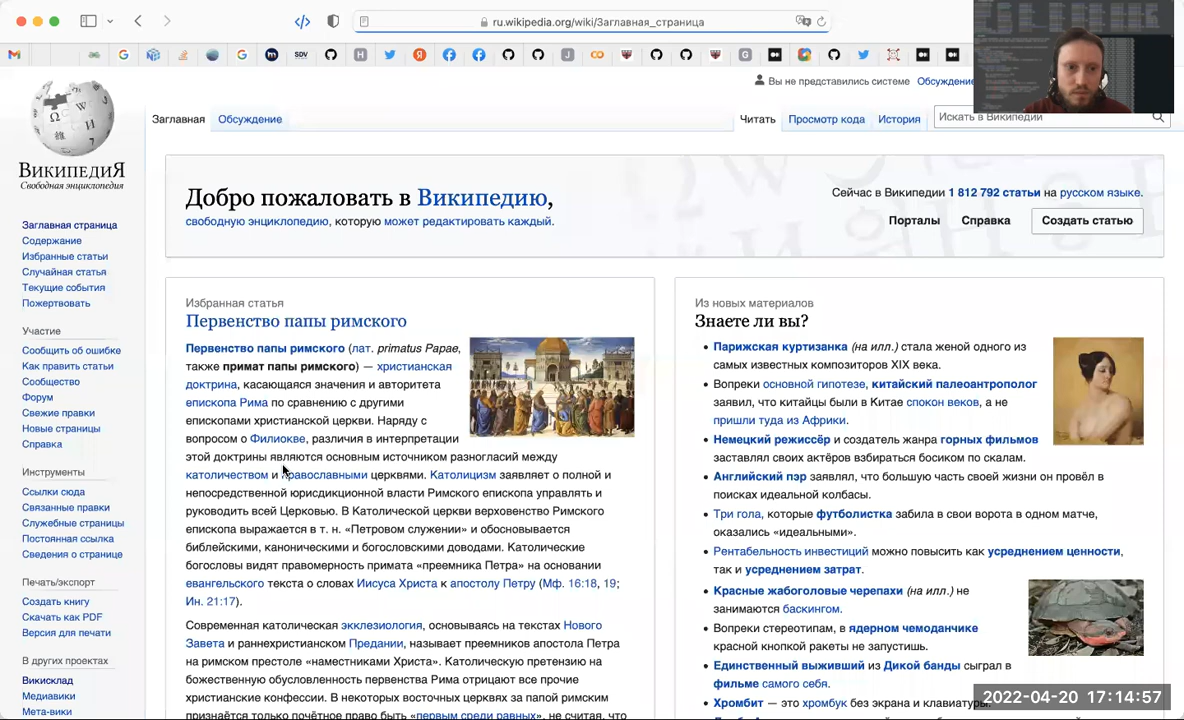 ru.wikipedia.org/wiki/Заглавная_страница
Вы не представились системе Обсуждение
Заглавная Обсуждение Читать Просмотр кода История Искать в Википедии
ВИКИПЕДИЯ
Свободная энциклопедия
Добро пожаловать в Википедию,
свободную энциклопедию, которую может редактировать каждый.
Сейчас в Википедии 1 812 792 статьи на русском языке.
Порталы Справка Создать статью
Заглавная страница
Содержание
Избранные статьи
Случайная статья
Текущие события
Пожертвовать
Участие
Сообщить об ошибке
Как править статьи
Сообщество
Форум
Свежие правки
Новые страницы
Справка
Инструменты
Ссылки сюда
Связанные правки
Служебные страницы
Постоянная ссылка
Сведения о странице
Печать/экспорт
Создать книгу
Скачать как PDF
Версия для печати
В других проектах
Викисклад
Медиавики
Мета-вики
Избранная статья
Первенство папы римского
Первенство папы римского (лат. primatus Papae,
также примат папы римского) — христианская
доктрина, касающаяся значения и авторитета
епископа Рима по сравнению с другими
епископами христианской церкви. Наряду с
вопросом о Филиокве, различия в интерпретации
этой доктрины являются основным источником разногласий между
католичеством и православными церквями. Католицизм заявляет о полной и
непосредственной юрисдикционной власти Римского епископа управлять и
руководить всей Церковью. В Католической церкви верховенство Римского
епископа выражается в т. н. «Петровом служении» и обосновывается
библейскими, каноническими и богословскими доводами. Католические
богословы видят правомерность примата «преемника Петра» на основании
евангельского текста о словах Иисуса Христа к апостолу Петру (Мф. 16:18, 19;
Ин. 21:17).
Современная католическая экклезиология, основываясь на текстах Нового
Завета и раннехристианском Предании, называет преемников апостола Петра
на римском престоле «наместниками Христа». Католическую претензию на
божественную обусловленность первенства Рима отрицают все прочие
христианские конфессии. В некоторых восточных церквях за папой римским
признаётся только почётное право быть «первым среди равных», не считая, что
Из новых материалов
Знаете ли вы?
Парижская куртизанка (на илл.) стала женой одного из
самых известных композиторов XIX века.
Вопреки основной гипотезе, китайский палеоантрополог
заявил, что китайцы были в Китае спокон веков, а не
пришли туда из Африки.
Немецкий режиссёр и создатель жанра горных фильмов
заставлял своих актёров взбираться босиком по скалам.
Английский пэр заявлял, что большую часть своей жизни он провёл в
поисках идеальной колбасы.
Три гола, которые футболистка забила в свои ворота в одном матче,
оказались «идеальными».
Рентабельность инвестиций можно повысить как усреднением ценности,
так и усреднением затрат.
Красные жабоголовые черепахи (на илл.) не
занимаются баскингом.
Вопреки стереотипам, в ядерном чемоданчике
красной кнопки ракеты не запустишь.
Единственный выживший из Дикой банды сыграл в
фильме самого себя.
Хромбит — это хромбук без экрана и клавиатуры.
2022-04-20 17:14:57